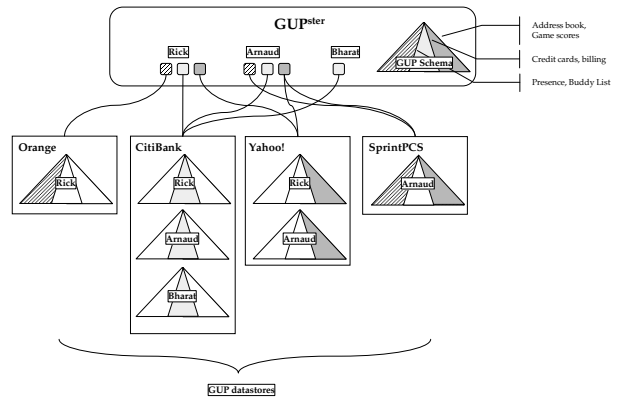 GUPster
Rick
Arnaud
Bharat
GUP Schema
Address book,
Game scores
Credit cards, billing
Presence, Buddy List
Orange
Rick
CitiBank
Rick
Arnaud
Bharat
Yahoo!
Rick
Arnaud
SprintPCS
Arnaud
GUP datastores